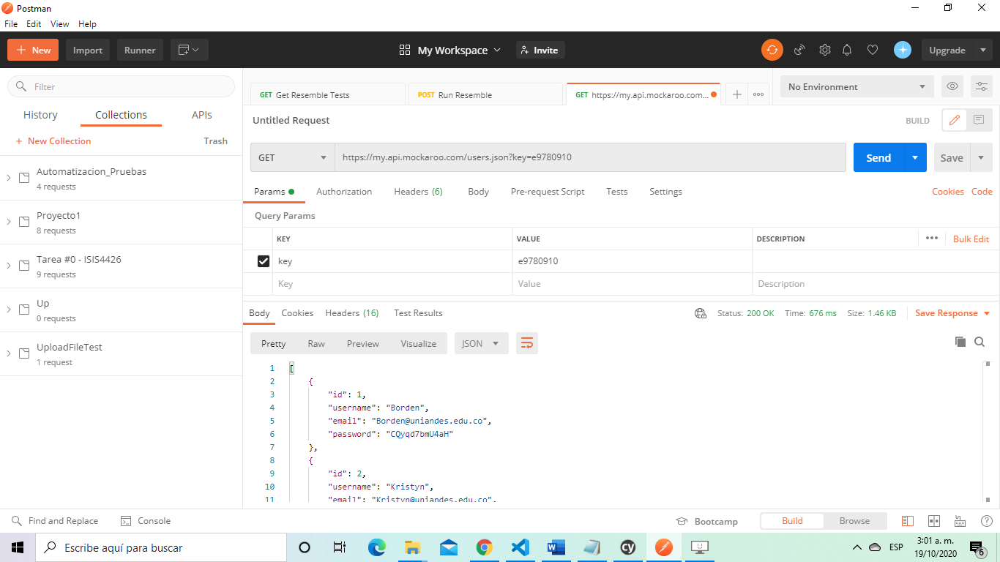 Postman
File Edit View Help
+ New Import Runner My Workspace Invite Upgrade
Filter
History Collections APIs
+ New Collection Trash
Automatizacion_Pruebas
4 requests
Proyecto1
8 requests
Tarea #0 - ISIS4426
9 requests
Up
0 requests
UploadFileTest
1 request
GET Get Resemble Tests POST Run Resemble GET https://my.api.mockaroo.com... + ooo No Environment
Untitled Request BUILD
GET https://my.api.mockaroo.com/users.json?key=e9780910 Send Save
Params Authorization Headers (6) Body Pre-request Script Tests Settings Cookies Code
Query Params
KEY VALUE DESCRIPTION ••• Bulk Edit
key e9780910
Key Value Description
Body Cookies Headers (16) Test Results Status: 200 OK Time: 676 ms Size: 1.46 KB Save Response
Pretty Raw Preview Visualize JSON
1 [
2 {
3 "id": 1,
4 "username": "Borden",
5 "email": "Borden@uniandes.edu.co",
6 "password": "CQyqd7bmU4aH"
7 },
8 {
9 "id": 2,
10 "username": "Kristyn",
11 "email": "Kristyn@uniandes.edu.co",
Find and Replace Console Bootcamp Build Browse ?
Escribe aquí para buscar cy W ESP 3:01 a. m.
19/10/2020 6